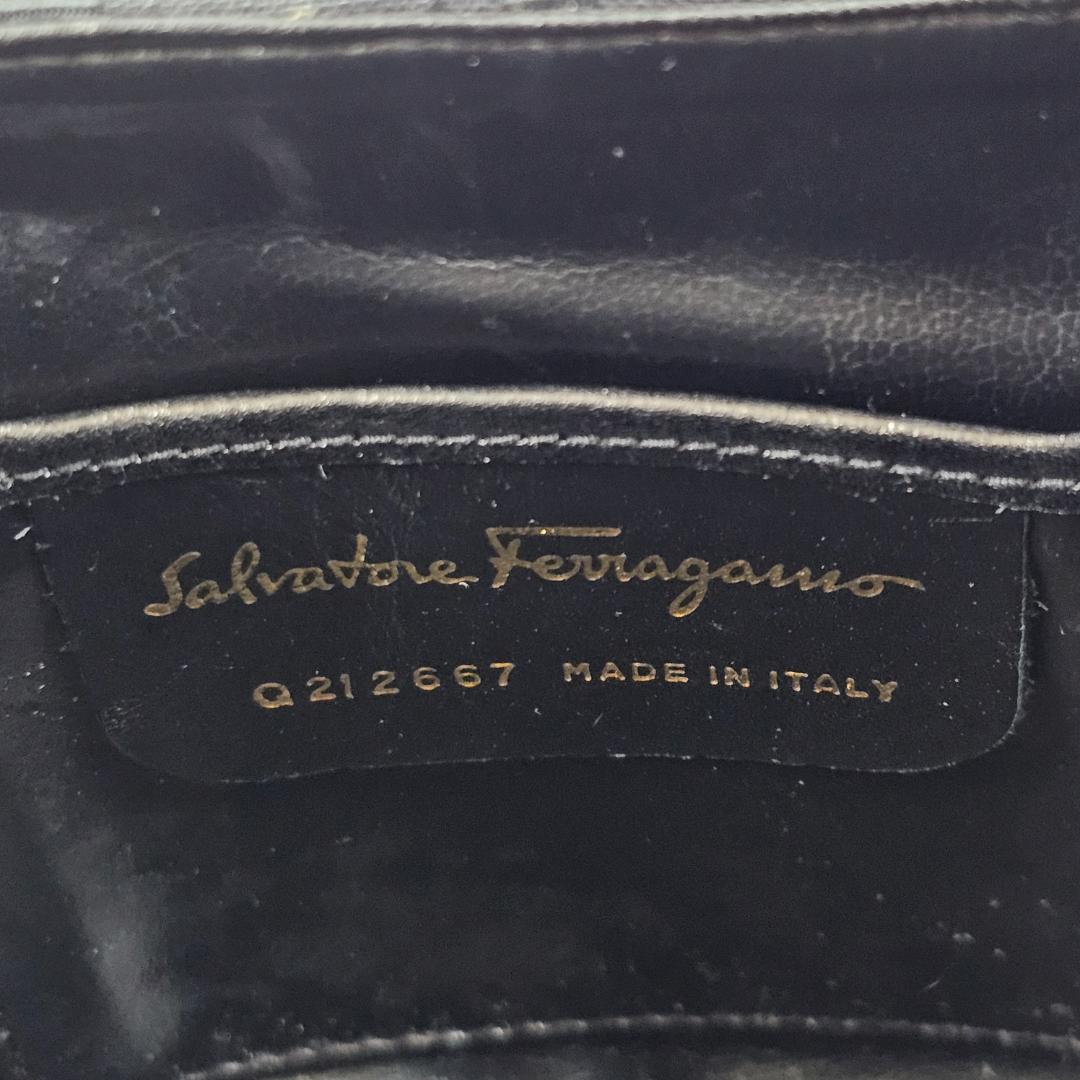 Salvatore Ferragamo
Q212667 MADE IN ITALY